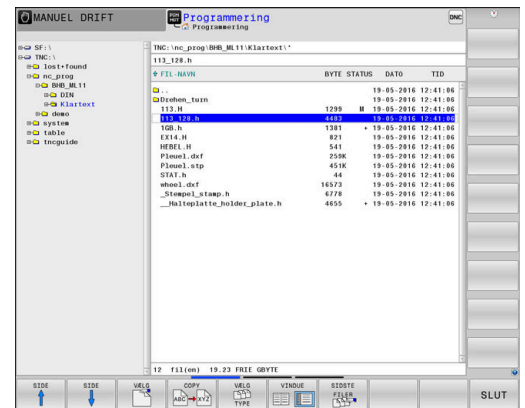 MANUEL DRIFT
PGM
MGT
Programmering
Programmering
DNC
SF:\
TNC:\
lost+found
nc_prog
BHB_ML11
DIN
Klartext
demo
system
table
tncguide
TNC:\nc_prog\BHB_ML11\Klartext\*
113_128.h
FIL-NAVN BYTE STATUS DATO TID
.. 19-05-2016 12:41:06
Drehen_turn 19-05-2016 12:41:06
113.H 1299 M 19-05-2016 12:41:06
113_128.h 4483 19-05-2016 12:41:06
1GB.h 1381 + 19-05-2016 12:41:06
EX14.H 821 19-05-2016 12:41:06
HEBEL.H 541 19-05-2016 12:41:06
Pleuel.dxf 259K 19-05-2016 12:41:06
Pleuel.stp 451K 19-05-2016 12:41:06
STAT.h 44 19-05-2016 12:41:06
wheel.dxf 16573 19-05-2016 12:41:06
_Stempel_stamp.h 6778 19-05-2016 12:41:06
__Halteplatte_holder_plate.h 4655 + 19-05-2016 12:41:06
12 fil(en) 19.23 FRIE GBYTE
SIDE
SIDE
VÆLG
COPY
ABC XYZ
VÆLG
TYPE
VINDUE
SIDSTE
FILER
SLUT